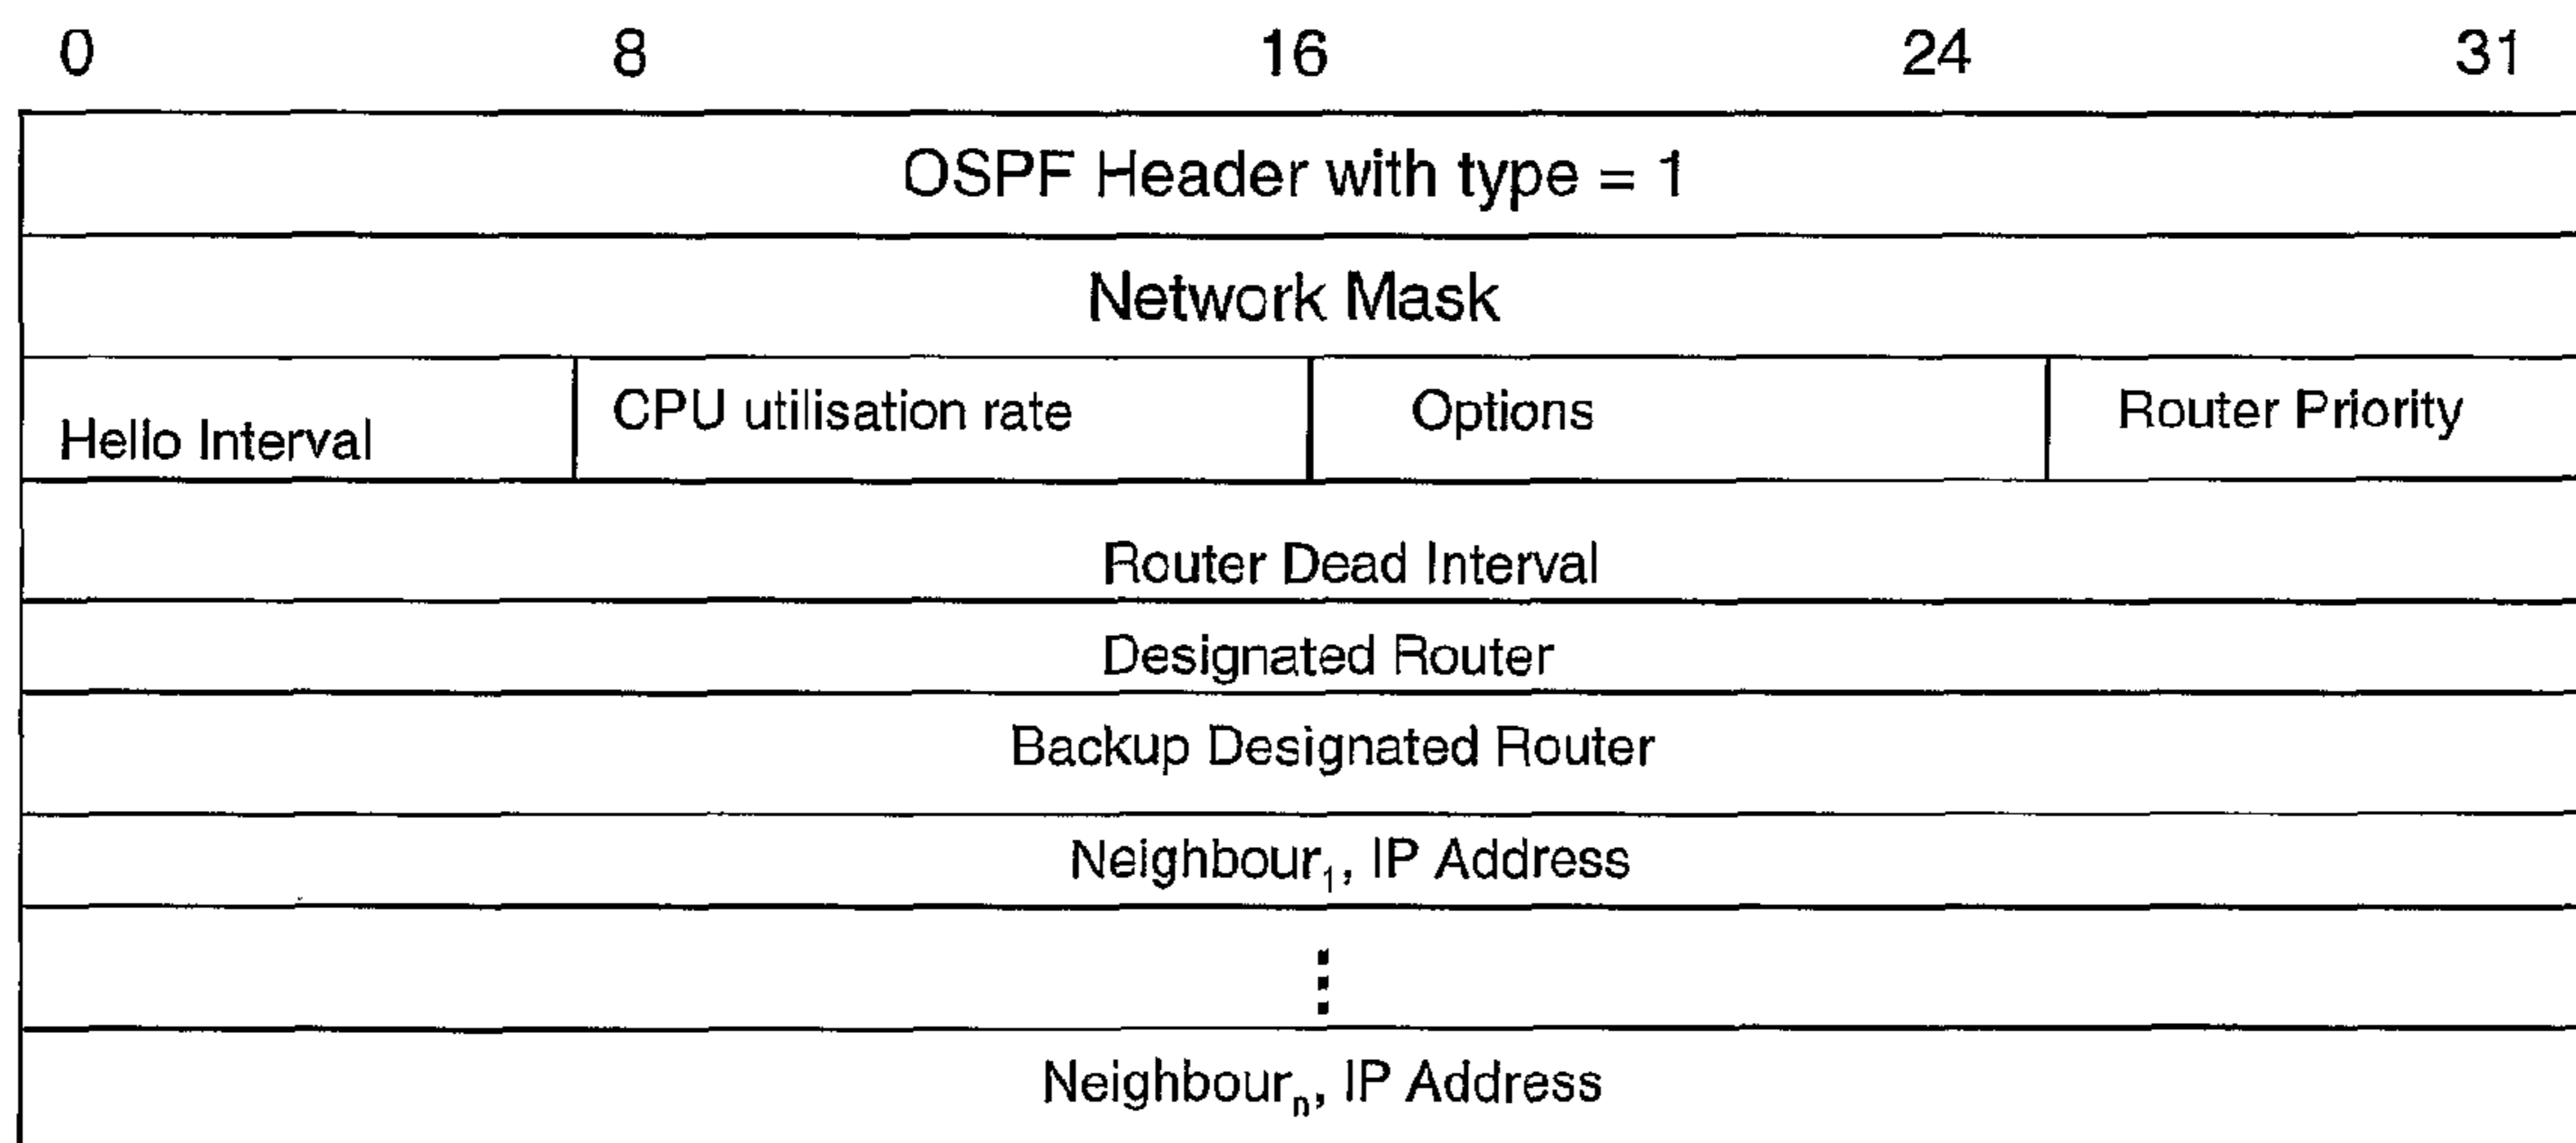 0 8 16 24 31
OSPF Header with type = 1
Network Mask
Hello Interval CPU utilisation rate Options Router Priority
Router Dead Interval
Designated Router
Backup Designated Router
Neighbour₁, IP Address
⋮
Neighbourₙ, IP Address